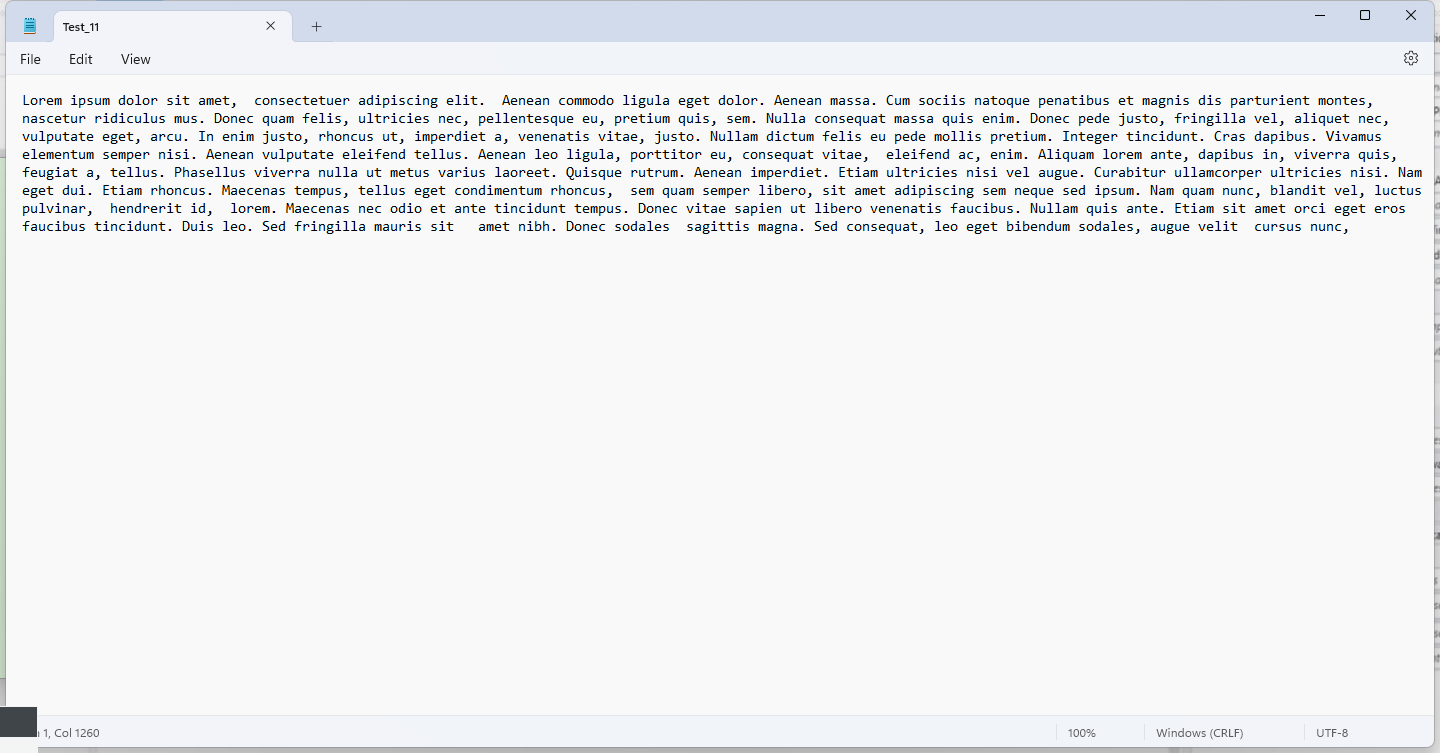 Test_11
File Edit View
Lorem ipsum dolor sit amet,  consectetuer adipiscing elit.  Aenean commodo ligula eget dolor. Aenean massa. Cum sociis natoque penatibus et magnis dis parturient montes,
nascetur ridiculus mus. Donec quam felis, ultricies nec, pellentesque eu, pretium quis, sem. Nulla consequat massa quis enim. Donec pede justo, fringilla vel, aliquet nec,
vulputate eget, arcu. In enim justo, rhoncus ut, imperdiet a, venenatis vitae, justo. Nullam dictum felis eu pede mollis pretium. Integer tincidunt. Cras dapibus. Vivamus
elementum semper nisi. Aenean vulputate eleifend tellus. Aenean leo ligula, porttitor eu, consequat vitae,  eleifend ac, enim. Aliquam lorem ante, dapibus in, viverra quis,
feugiat a, tellus. Phasellus viverra nulla ut metus varius laoreet. Quisque rutrum. Aenean imperdiet. Etiam ultricies nisi vel augue. Curabitur ullamcorper ultricies nisi. Nam
eget dui. Etiam rhoncus. Maecenas tempus, tellus eget condimentum rhoncus,  sem quam semper libero, sit amet adipiscing sem neque sed ipsum. Nam quam nunc, blandit vel, luctus
pulvinar,  hendrerit id,  lorem. Maecenas nec odio et ante tincidunt tempus. Donec vitae sapien ut libero venenatis faucibus. Nullam quis ante. Etiam sit amet orci eget eros
faucibus tincidunt. Duis leo. Sed fringilla mauris sit   amet nibh. Donec sodales  sagittis magna. Sed consequat, leo eget bibendum sodales, augue velit  cursus nunc,
1, Col 1260 100% Windows (CRLF) UTF-8